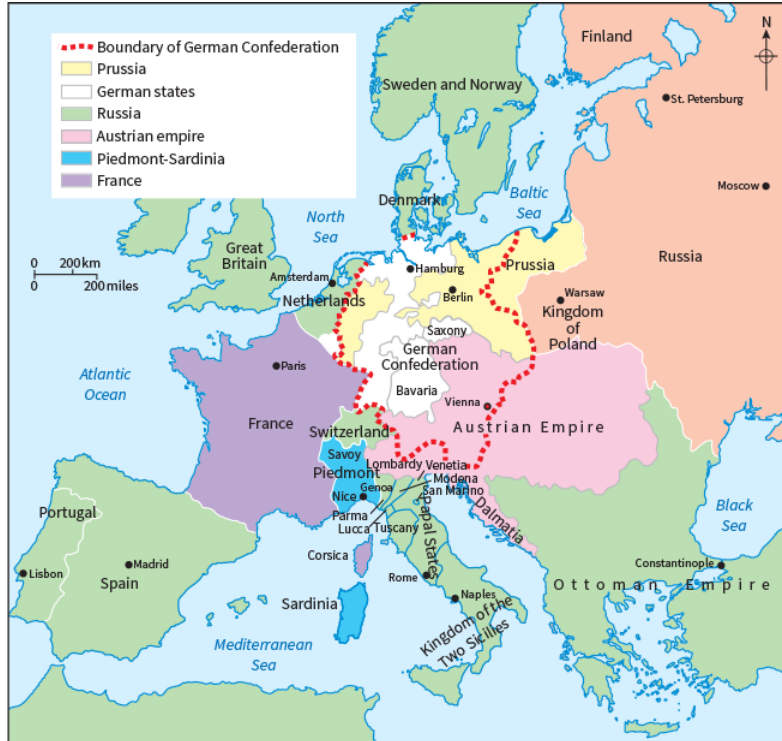 Boundary of German Confederation
Prussia
German states
Russia
Austrian empire
Piedmont-Sardinia
France
N
Finland
Sweden and Norway
St. Petersburg
Moscow
Denmark
Baltic
Sea
North
Sea
Great
Britain
0 200 km
0 200 miles
Amsterdam
Netherlands
Hamburg
Prussia
Berlin
Russia
Warsaw
Kingdom
of
Poland
Saxony
German
Confederation
Bavaria
Paris
Atlantic
Ocean
France
Vienna
Austrian Empire
Switzerland
Savoy
Piedmont
Lombardy
Venetia
Genoa
Modena
San Marino
Nice
Parma
Lucca
Tuscany
Papal States
Dalmatia
Black
Sea
Portugal
Lisbon
Madrid
Spain
Corsica
Rome
Constantinople
Ottoman Empire
Sardinia
Naples
Kingdom of the
Two Sicilies
Mediterranean
Sea